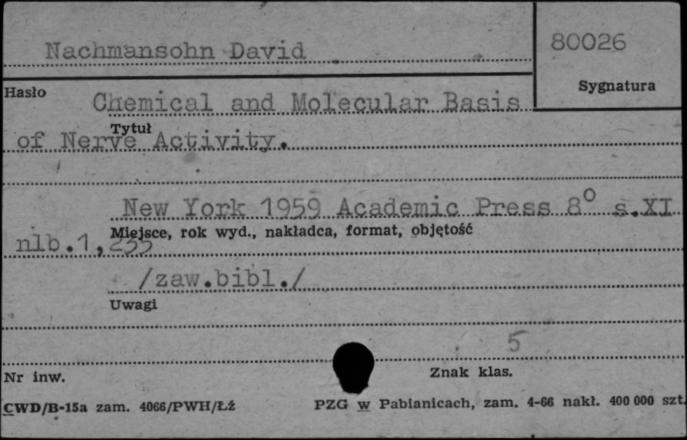 Nachmansohn David
80026
Sygnatura
Hasło
Chemical and Molecular Basis
Tytuł
of Nerve Activity.
New York 1959 Academic Press 8⁰ s.XI
Miejsce, rok wyd., nakładca, format, objętość
nlb.1, 235
/zaw.bibl./
Uwagi
5
Nr inw.
Znak klas.
CWD/B-15a zam. 4066/PWH/Łź
PZG w Pabianicach, zam. 4-66 nakł. 400 000 szt.